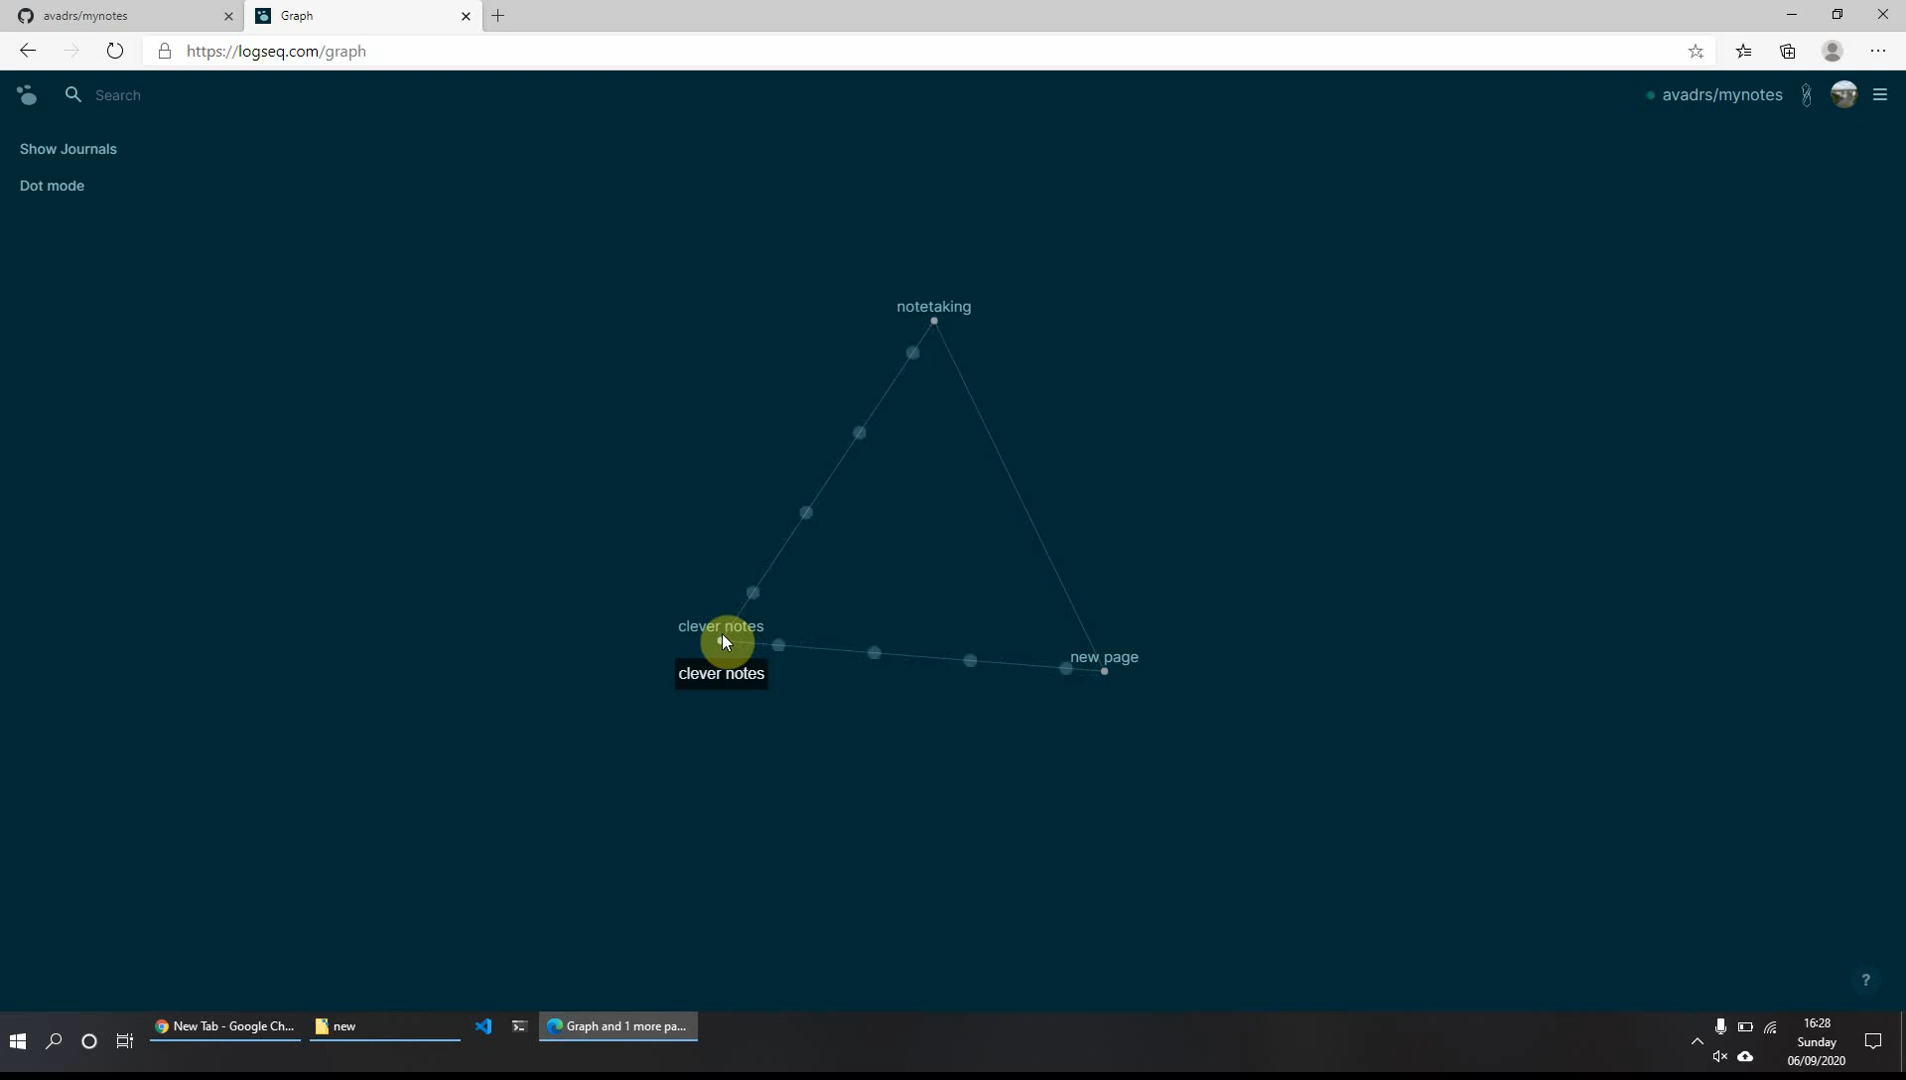 avadrs/mynotes
Graph
https://logseq.com/graph
Search
avadrs/mynotes
Show Journals
Dot mode
notetaking
clever notes
new page
clever notes
?
New Tab - Google Ch...
new
Graph and 1 more pa...
16:28
Sunday
06/09/2020